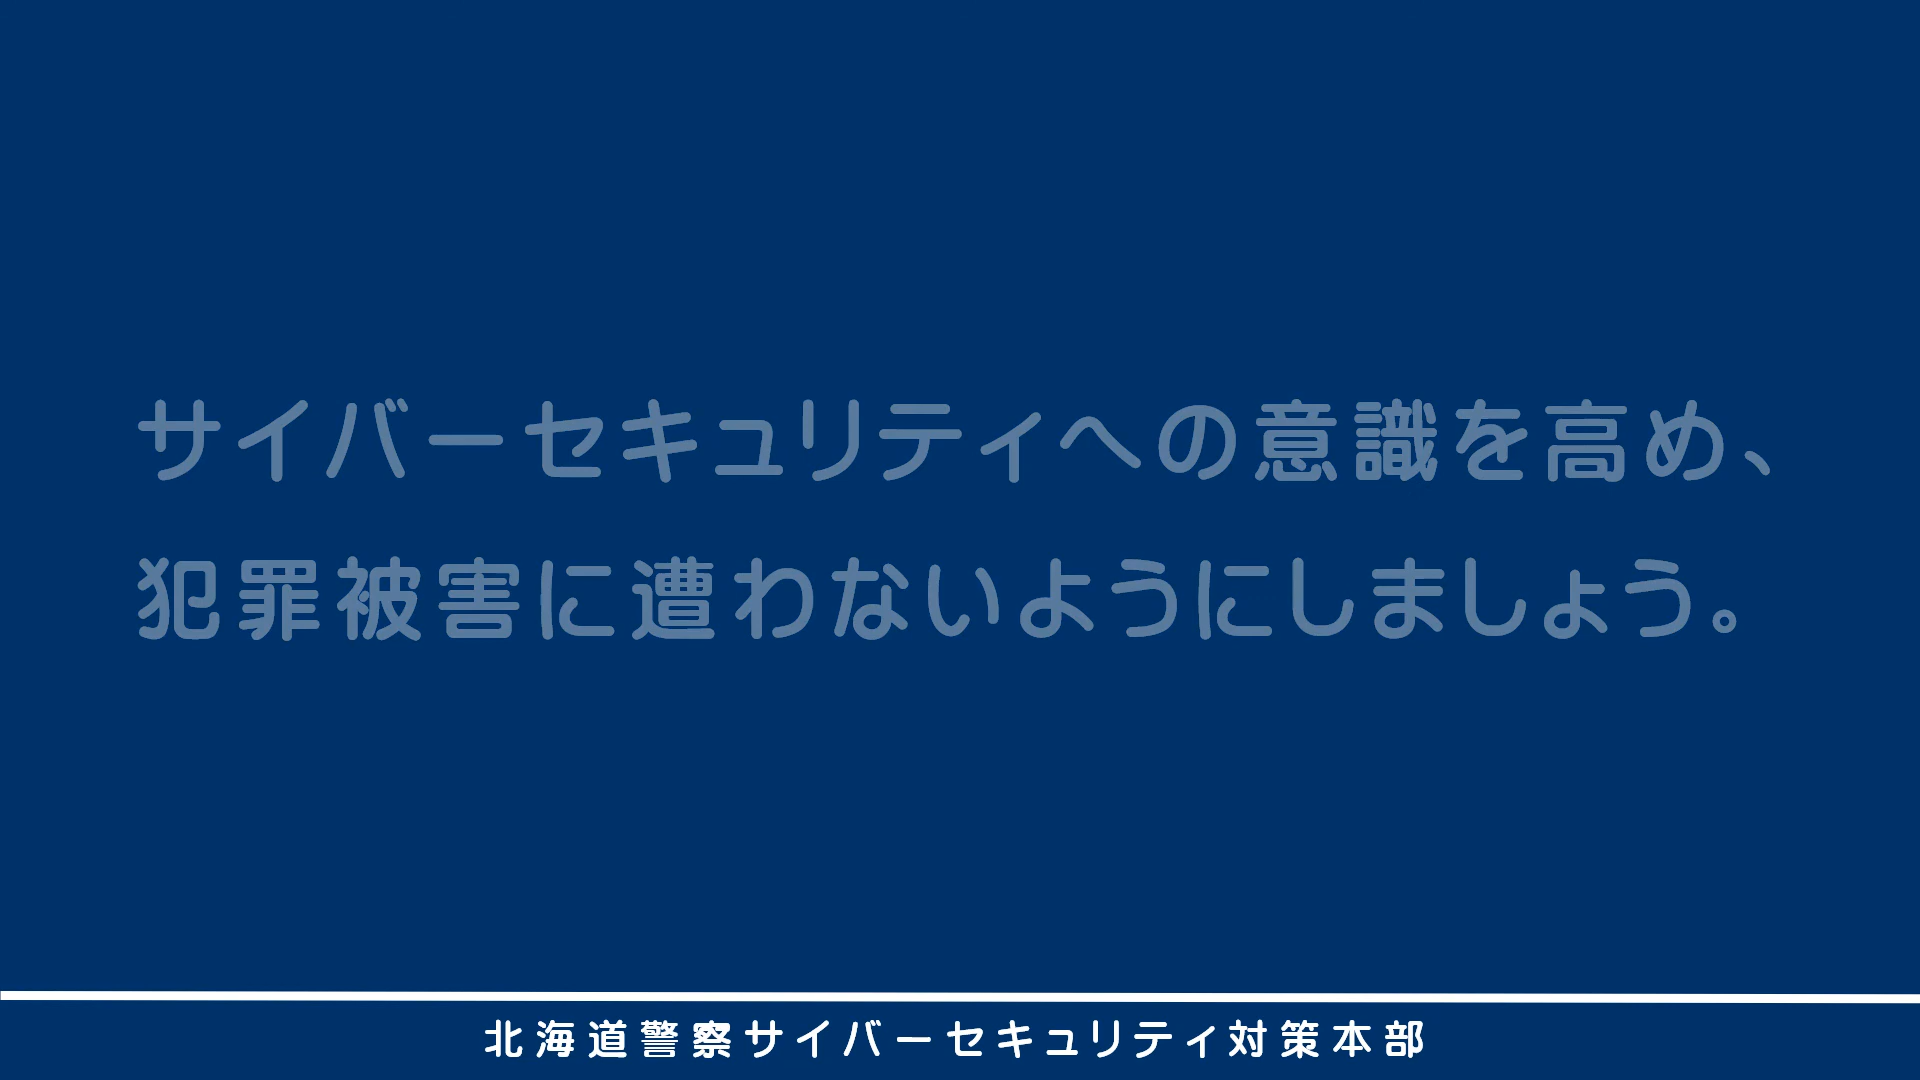 サイバーセキュリティへの意識を高め、
犯罪被害に遭わないようにしましょう。
北海道警察サイバーセキュリティ対策本部